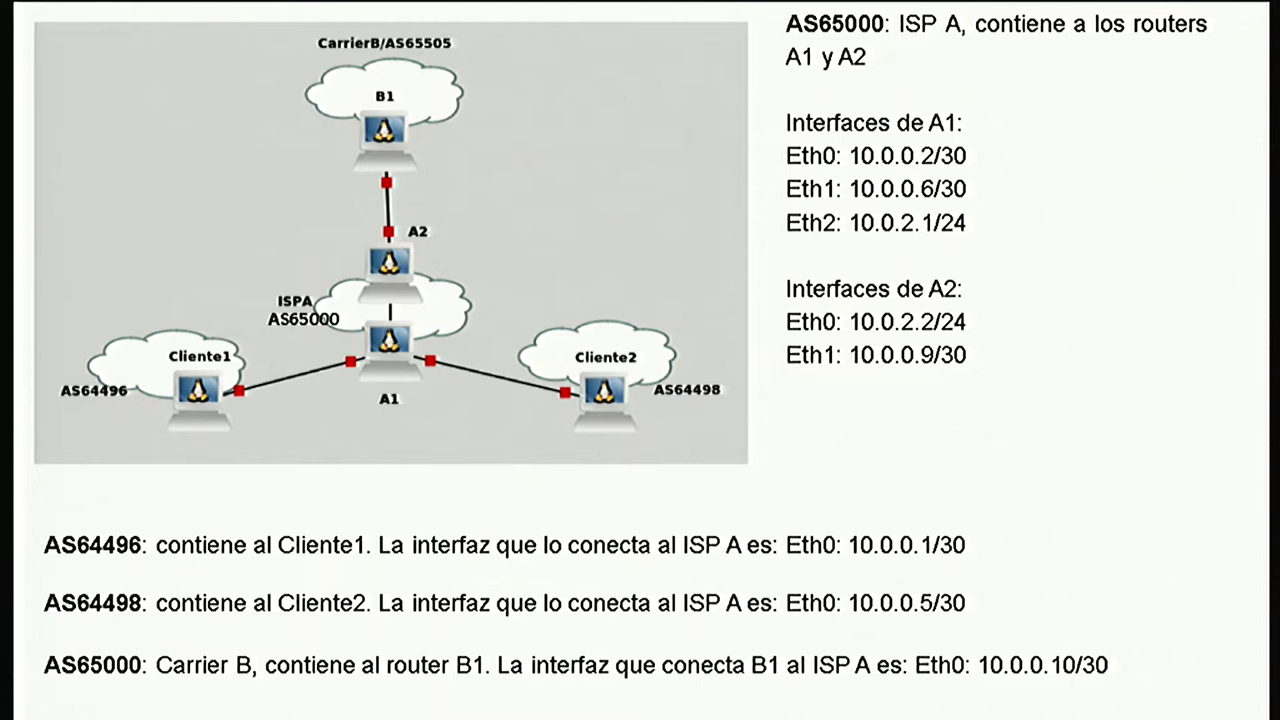 CarrierB/AS65505
B1
A2
ISPA
AS65000
Cliente1
AS64496
A1
Cliente2
AS64498
AS65000: ISP A, contiene a los routers
A1 y A2
Interfaces de A1:
Eth0: 10.0.0.2/30
Eth1: 10.0.0.6/30
Eth2: 10.0.2.1/24
Interfaces de A2:
Eth0: 10.0.2.2/24
Eth1: 10.0.0.9/30
AS64496: contiene al Cliente1. La interfaz que lo conecta al ISP A es: Eth0: 10.0.0.1/30
AS64498: contiene al Cliente2. La interfaz que lo conecta al ISP A es: Eth0: 10.0.0.5/30
AS65000: Carrier B, contiene al router B1. La interfaz que conecta B1 al ISP A es: Eth0: 10.0.0.10/30